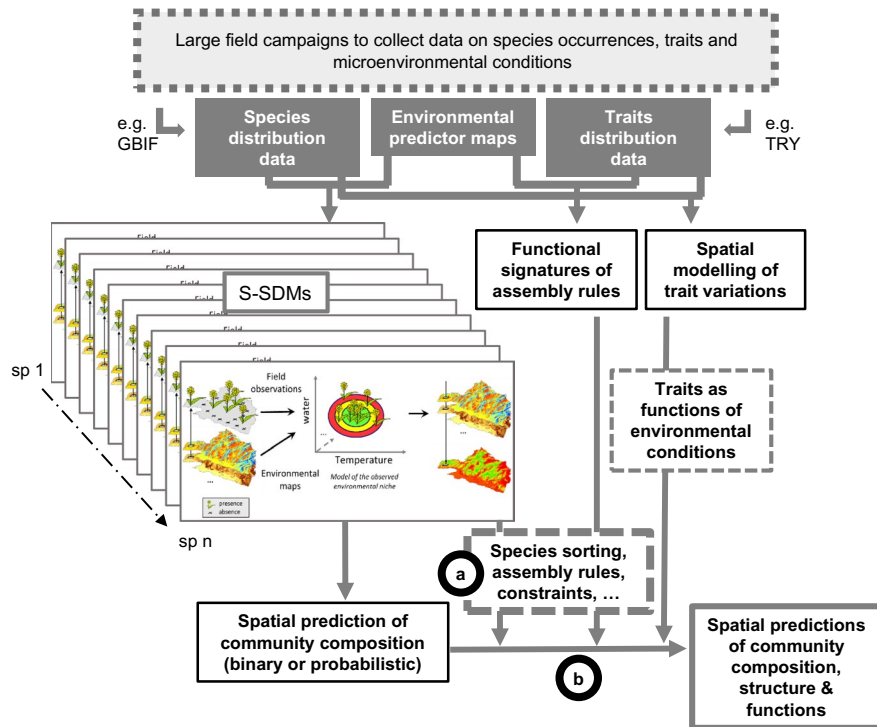 Large field campaigns to collect data on species occurrences, traits and
microenvironmental conditions
e.g.
GBIF
Species
distribution
data
Environmental
predictor maps
Traits
distribution
data
e.g.
TRY
Functional
signatures of
assembly rules
Spatial
modelling of
trait variations
S-SDMs
sp 1
sp n
Field
observations
water
...
Temperature
Environmental
maps
Model of the observed
environmental niche
...
...
presence
absence
Traits as
functions of
environmental
conditions
a
Species sorting,
assembly rules,
constraints, …
Spatial prediction of
community composition
(binary or probabilistic)
b
Spatial predictions
of community
composition,
structure &
functions